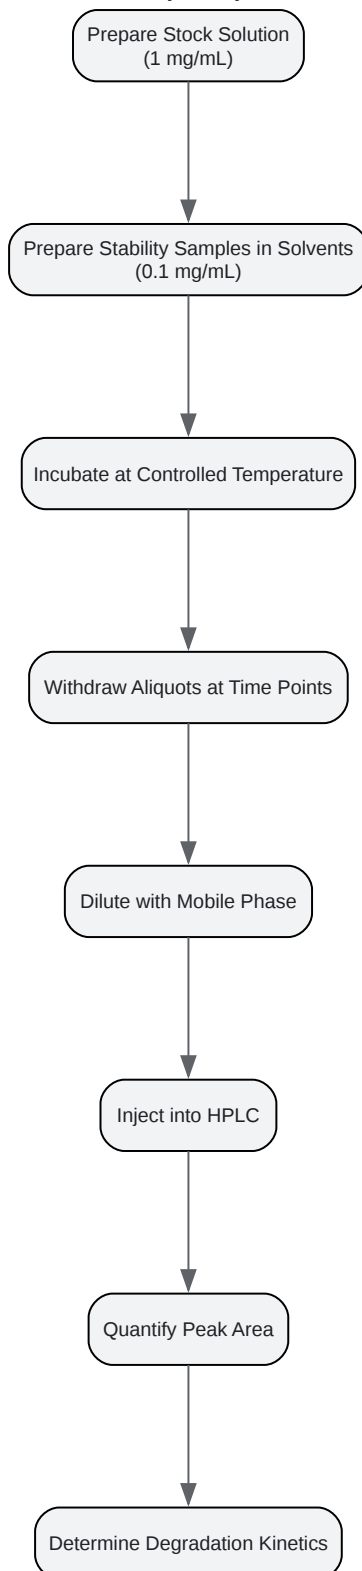 Prepare Stock Solution
(1 mg/mL)
Prepare Stability Samples in Solvents
(0.1 mg/mL)
Incubate at Controlled Temperature
Withdraw Aliquots at Time Points
Dilute with Mobile Phase
Inject into HPLC
Quantify Peak Area
Determine Degradation Kinetics